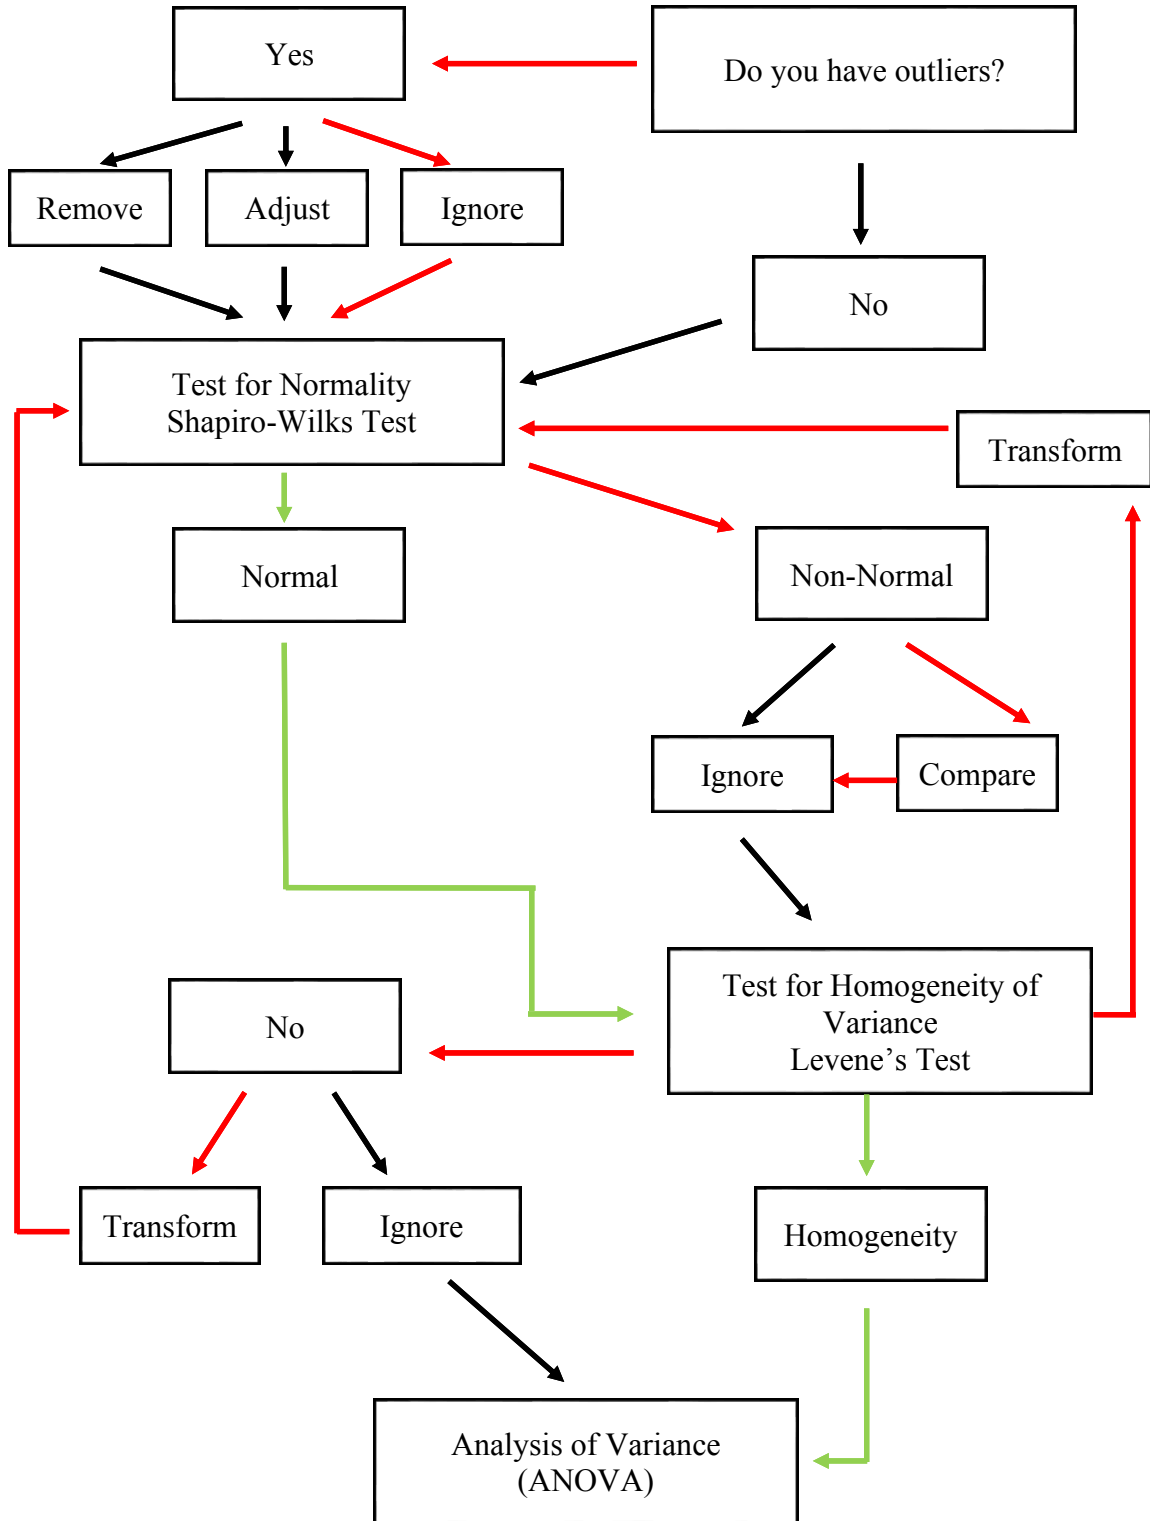 Yes
Do you have outliers?
Remove
Adjust
Ignore
No
Test for Normality
Shapiro-Wilks Test
Transform
Normal
Non-Normal
Ignore
Compare
Test for Homogeneity of
Variance
Levene’s Test
No
Transform
Ignore
Homogeneity
Analysis of Variance
(ANOVA)